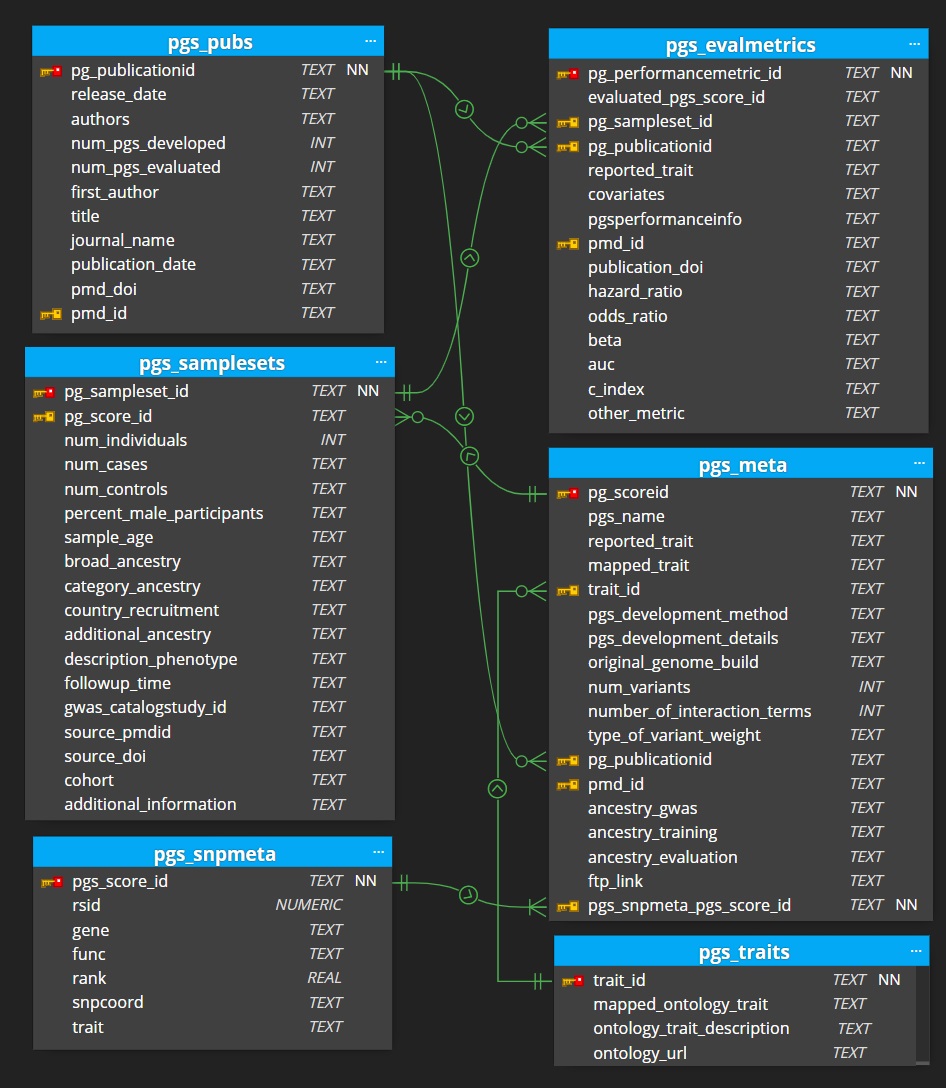 pgs_pubs ...
pg_publicationid TEXT NN
release_date TEXT
authors TEXT
num_pgs_developed INT
num_pgs_evaluated INT
first_author TEXT
title TEXT
journal_name TEXT
publication_date TEXT
pmd_doi TEXT
pmd_id TEXT
pgs_samplesets ...
pg_sampleset_id TEXT NN
pg_score_id TEXT
num_individuals INT
num_cases TEXT
num_controls TEXT
percent_male_participants TEXT
sample_age TEXT
broad_ancestry TEXT
category_ancestry TEXT
country_recruitment TEXT
additional_ancestry TEXT
description_phenotype TEXT
followup_time TEXT
gwas_catalogstudy_id TEXT
source_pmdid TEXT
source_doi TEXT
cohort TEXT
additional_information TEXT
pgs_snpmeta ...
pgs_score_id TEXT NN
rsid NUMERIC
gene TEXT
func TEXT
rank REAL
snpcoord TEXT
trait TEXT
pgs_evalmetrics ...
pg_performancemetric_id TEXT NN
evaluated_pgs_score_id TEXT
pg_sampleset_id TEXT
pg_publicationid TEXT
reported_trait TEXT
covariates TEXT
pgsperformanceinfo TEXT
pmd_id TEXT
publication_doi TEXT
hazard_ratio TEXT
odds_ratio TEXT
beta TEXT
auc TEXT
c_index TEXT
other_metric TEXT
pgs_meta ...
pg_scoreid TEXT NN
pgs_name TEXT
reported_trait TEXT
mapped_trait TEXT
trait_id TEXT
pgs_development_method TEXT
pgs_development_details TEXT
original_genome_build TEXT
num_variants INT
number_of_interaction_terms INT
type_of_variant_weight TEXT
pg_publicationid TEXT
pmd_id TEXT
ancestry_gwas TEXT
ancestry_training TEXT
ancestry_evaluation TEXT
ftp_link TEXT
pgs_snpmeta_pgs_score_id TEXT NN
pgs_traits ...
trait_id TEXT NN
mapped_ontology_trait TEXT
ontology_trait_description TEXT
ontology_url TEXT